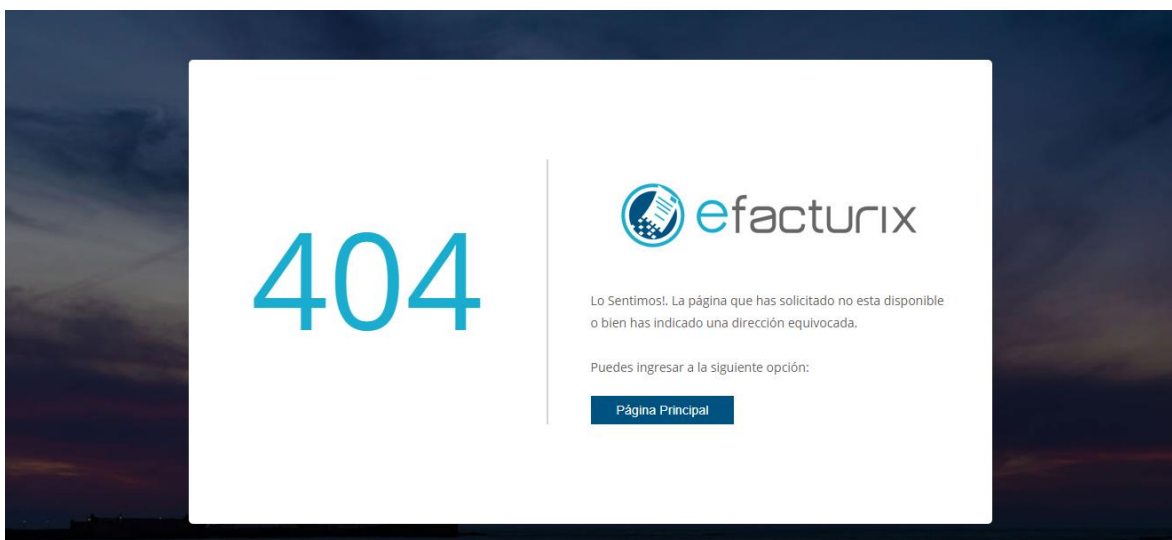 404
efacturix
Lo Sentimos!. La página que has solicitado no esta disponible
o bien has indicado una dirección equivocada.
Puedes ingresar a la siguiente opción:
Página Principal